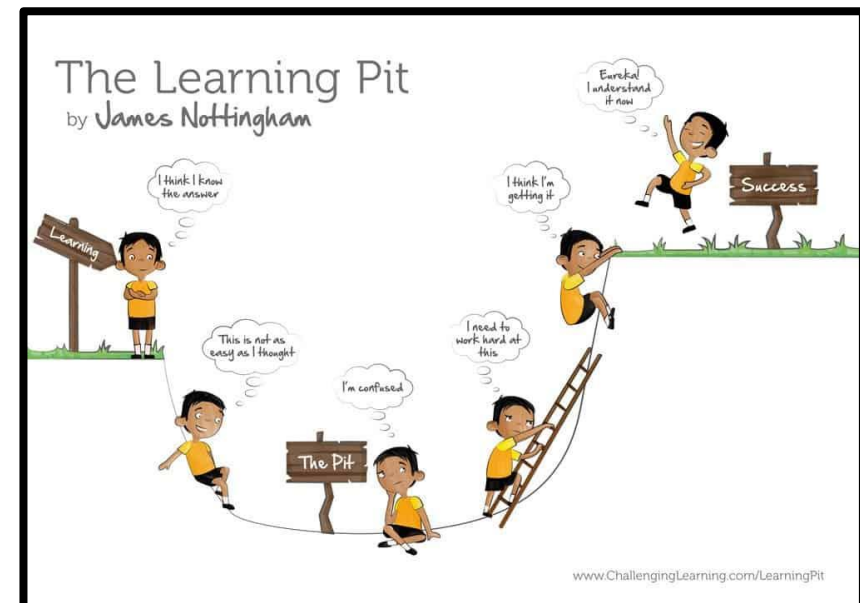 The Learning Pit
by James Nottingham
Eureka!
I understand
it now
I think I know
the answer
I think I'm
getting it
Success
Learning
This is not as
easy as I thought
I need to
work hard at
this
I'm confused
The Pit
www.ChallengingLearning.com/LearningPit